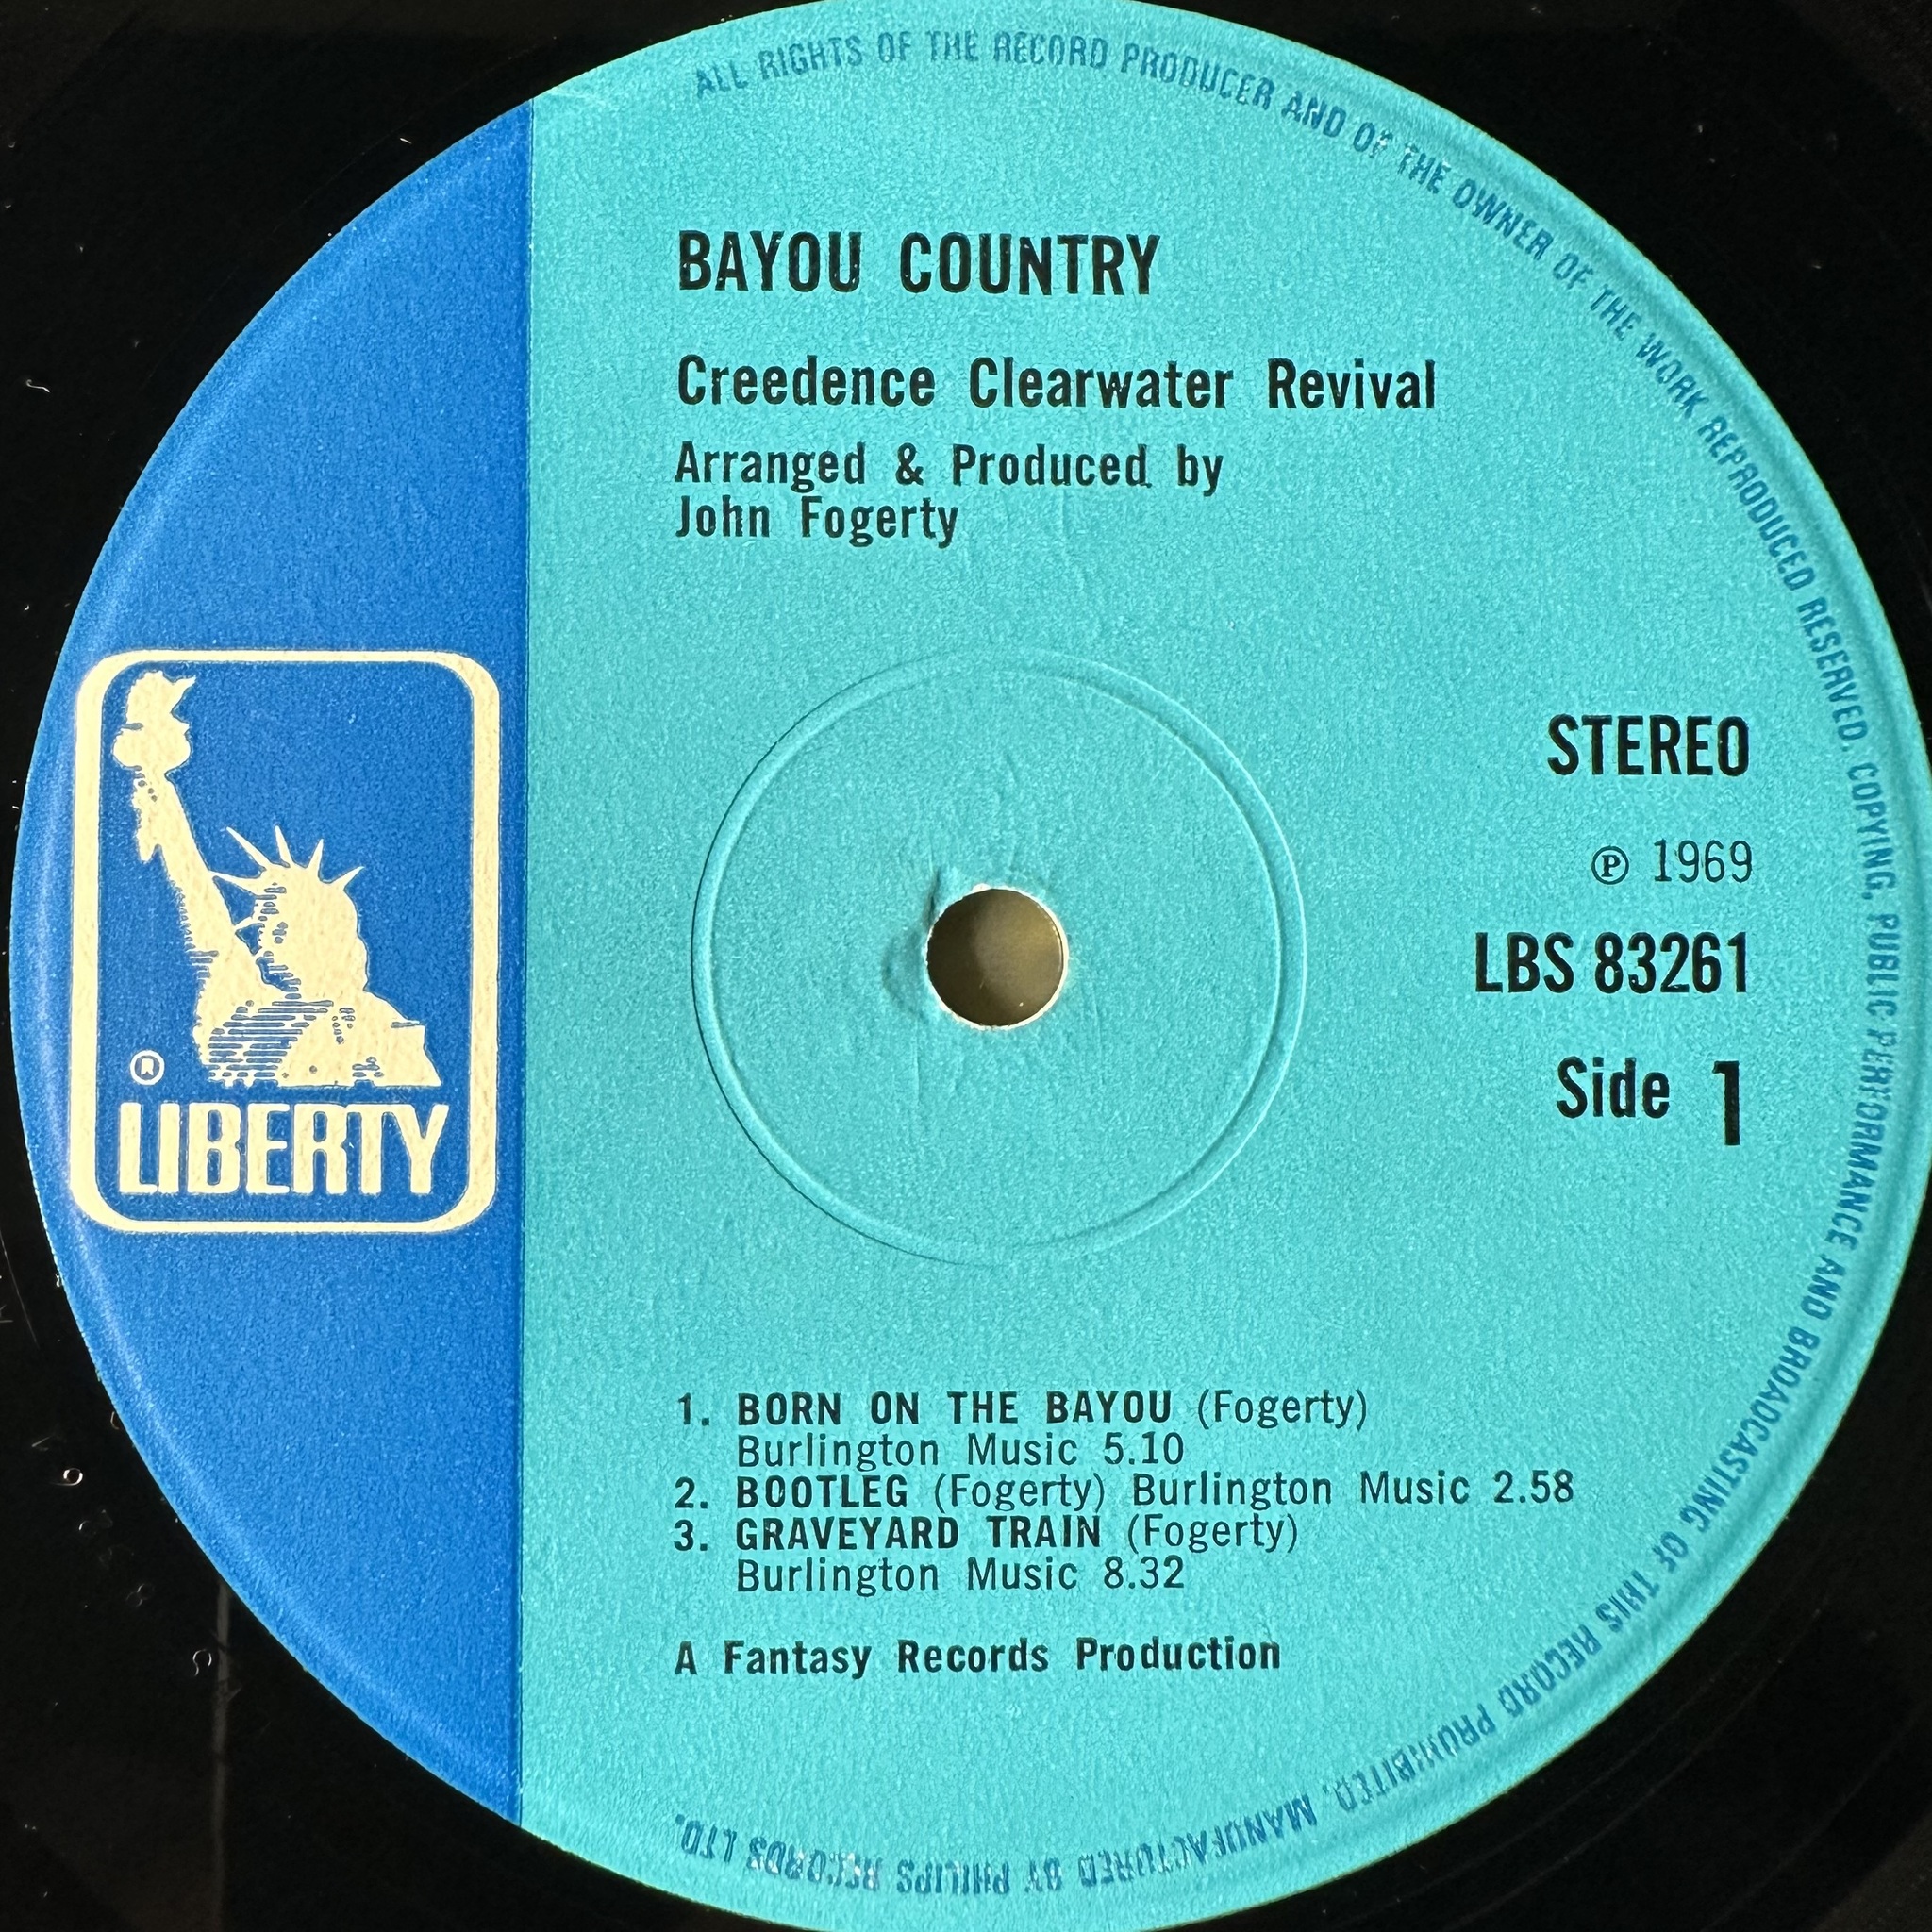 ALL RIGHTS OF THE RECORD PRODUCER AND OF THE OWNER OF THE WORK REPRODUCED RESERVED. COPYING, PUBLIC PERFORMANCE AND BROADCASTING OF THIS RECORD PROHIBITED. MANUFACTURED BY PHILIPS RECORDS LTD.
BAYOU COUNTRY
Creedence Clearwater Revival
Arranged & Produced by
John Fogerty
® LIBERTY
STEREO
℗ 1969
LBS 83261
Side 1
1. BORN ON THE BAYOU (Fogerty)
Burlington Music 5.10
2. BOOTLEG (Fogerty) Burlington Music 2.58
3. GRAVEYARD TRAIN (Fogerty)
Burlington Music 8.32
A Fantasy Records Production